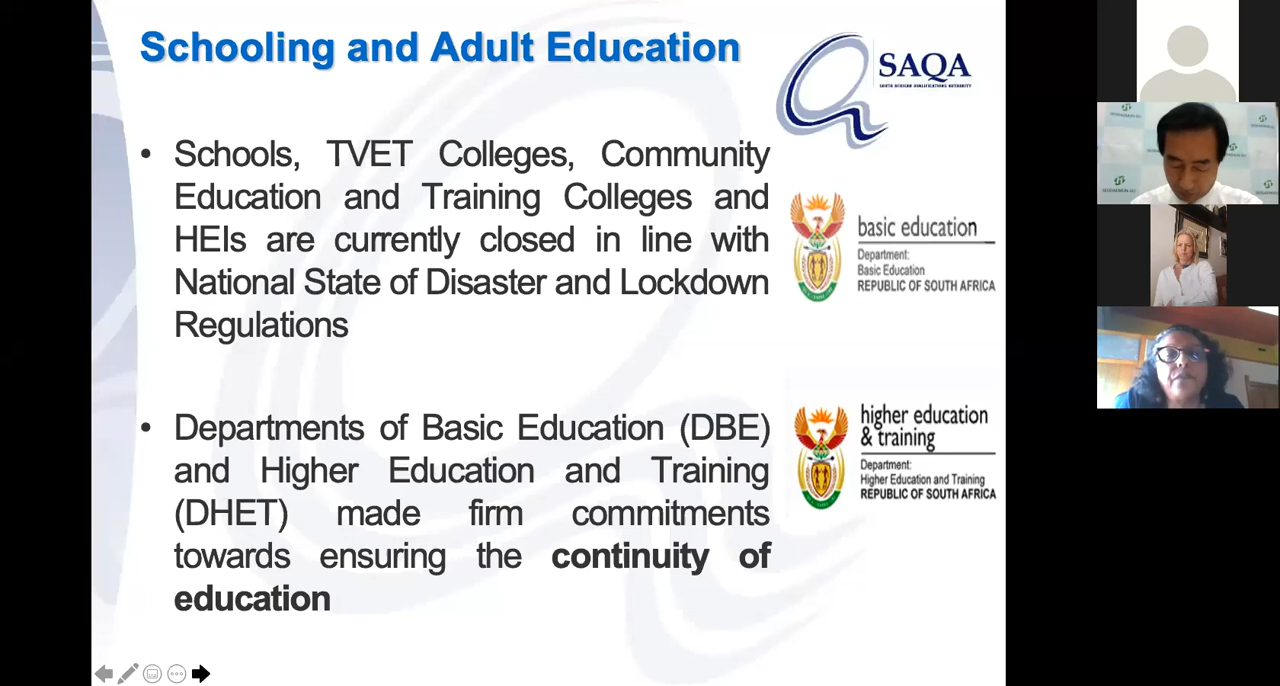 Schooling and Adult Education
SAQA
SOUTH AFRICAN QUALIFICATIONS AUTHORITY
• Schools, TVET Colleges, Community
Education and Training Colleges and
HEIs are currently closed in line with
National State of Disaster and Lockdown
Regulations
basic education
Department:
Basic Education
REPUBLIC OF SOUTH AFRICA
• Departments of Basic Education (DBE)
and Higher Education and Training
(DHET) made firm commitments
towards ensuring the continuity of
education
higher education
& training
Department:
Higher Education and Training
REPUBLIC OF SOUTH AFRICA